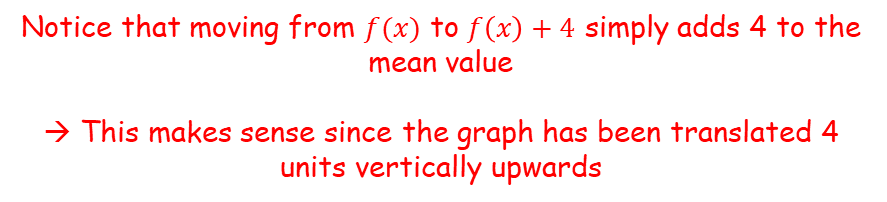 Notice that moving from f(x) to f(x) + 4 simply adds 4 to the
mean value
→ This makes sense since the graph has been translated 4
units vertically upwards